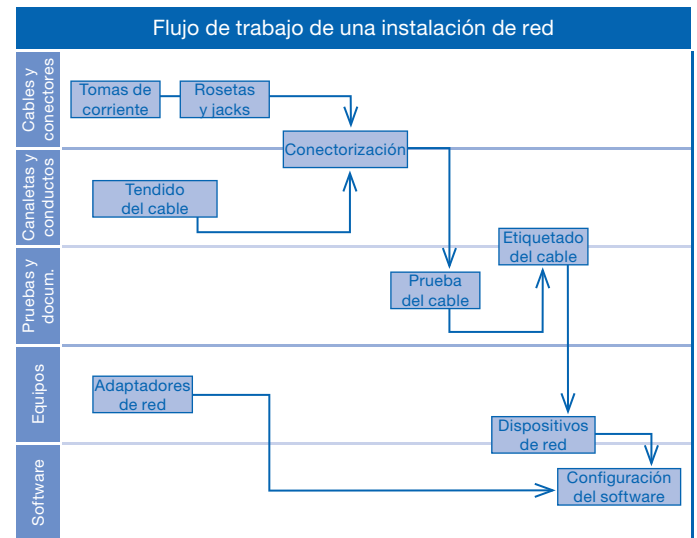 Flujo de trabajo de una instalación de red
Cables y
conectores
Tomas de
corriente
Rosetas
y jacks
Conectorización
Canaletas y
conductos
Tendido
del cable
Etiquetado
del cable
Pruebas y
docum.
Prueba
del cable
Equipos
Adaptadores
de red
Dispositivos
de red
Software
Configuración
del software